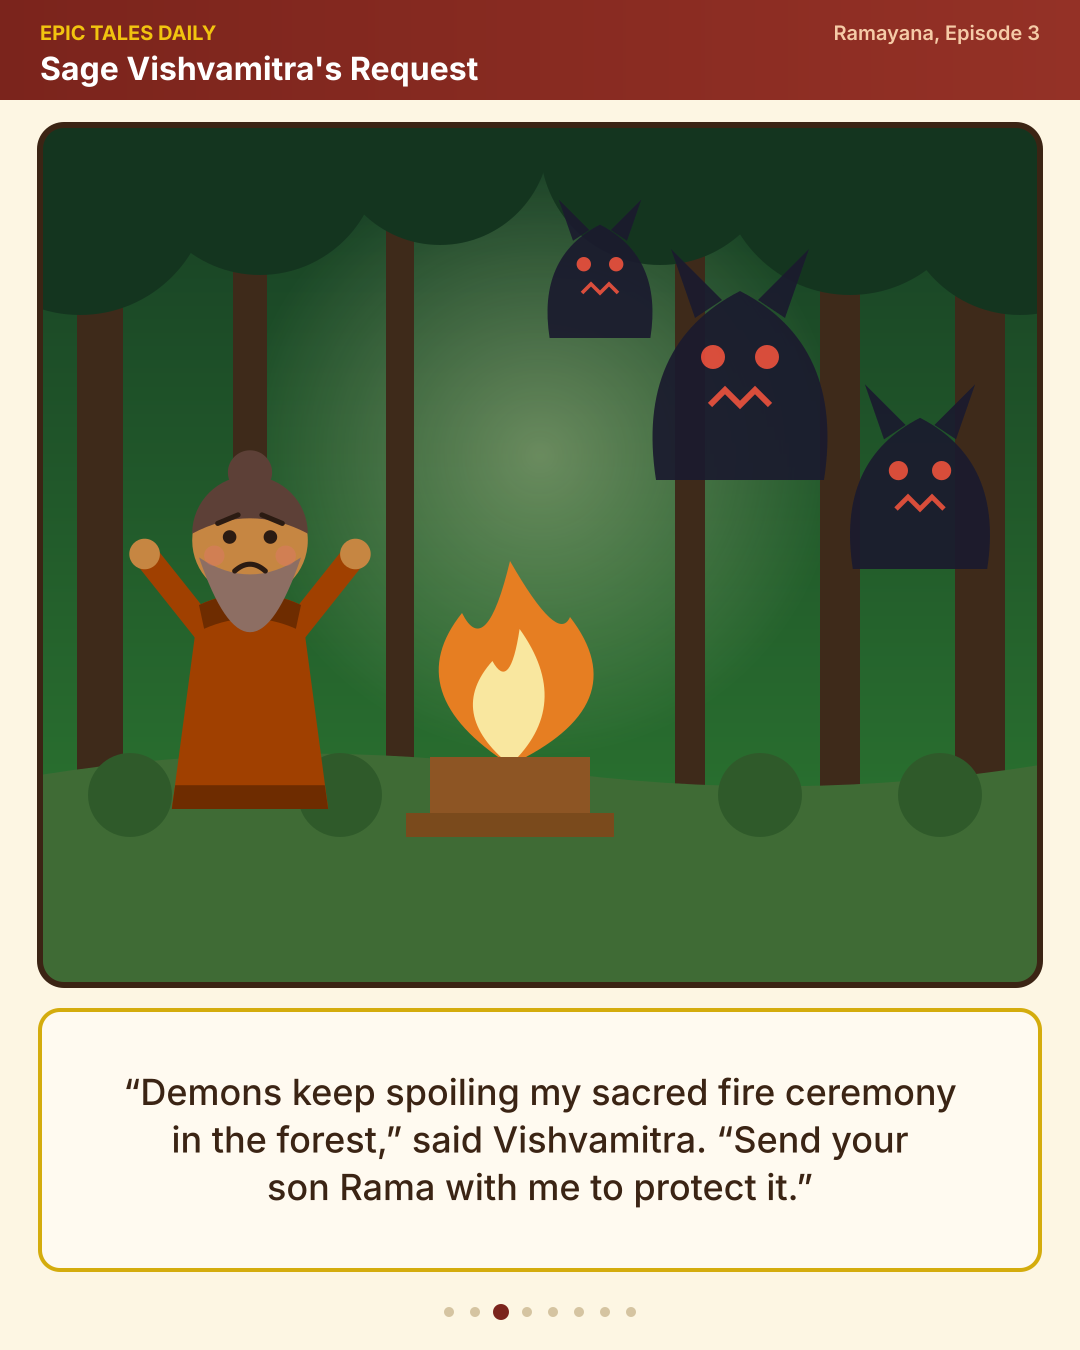 EPIC TALES DAILY
Ramayana, Episode 3
Sage Vishvamitra's Request
“Demons keep spoiling my sacred fire ceremony
in the forest,” said Vishvamitra. “Send your
son Rama with me to protect it.”